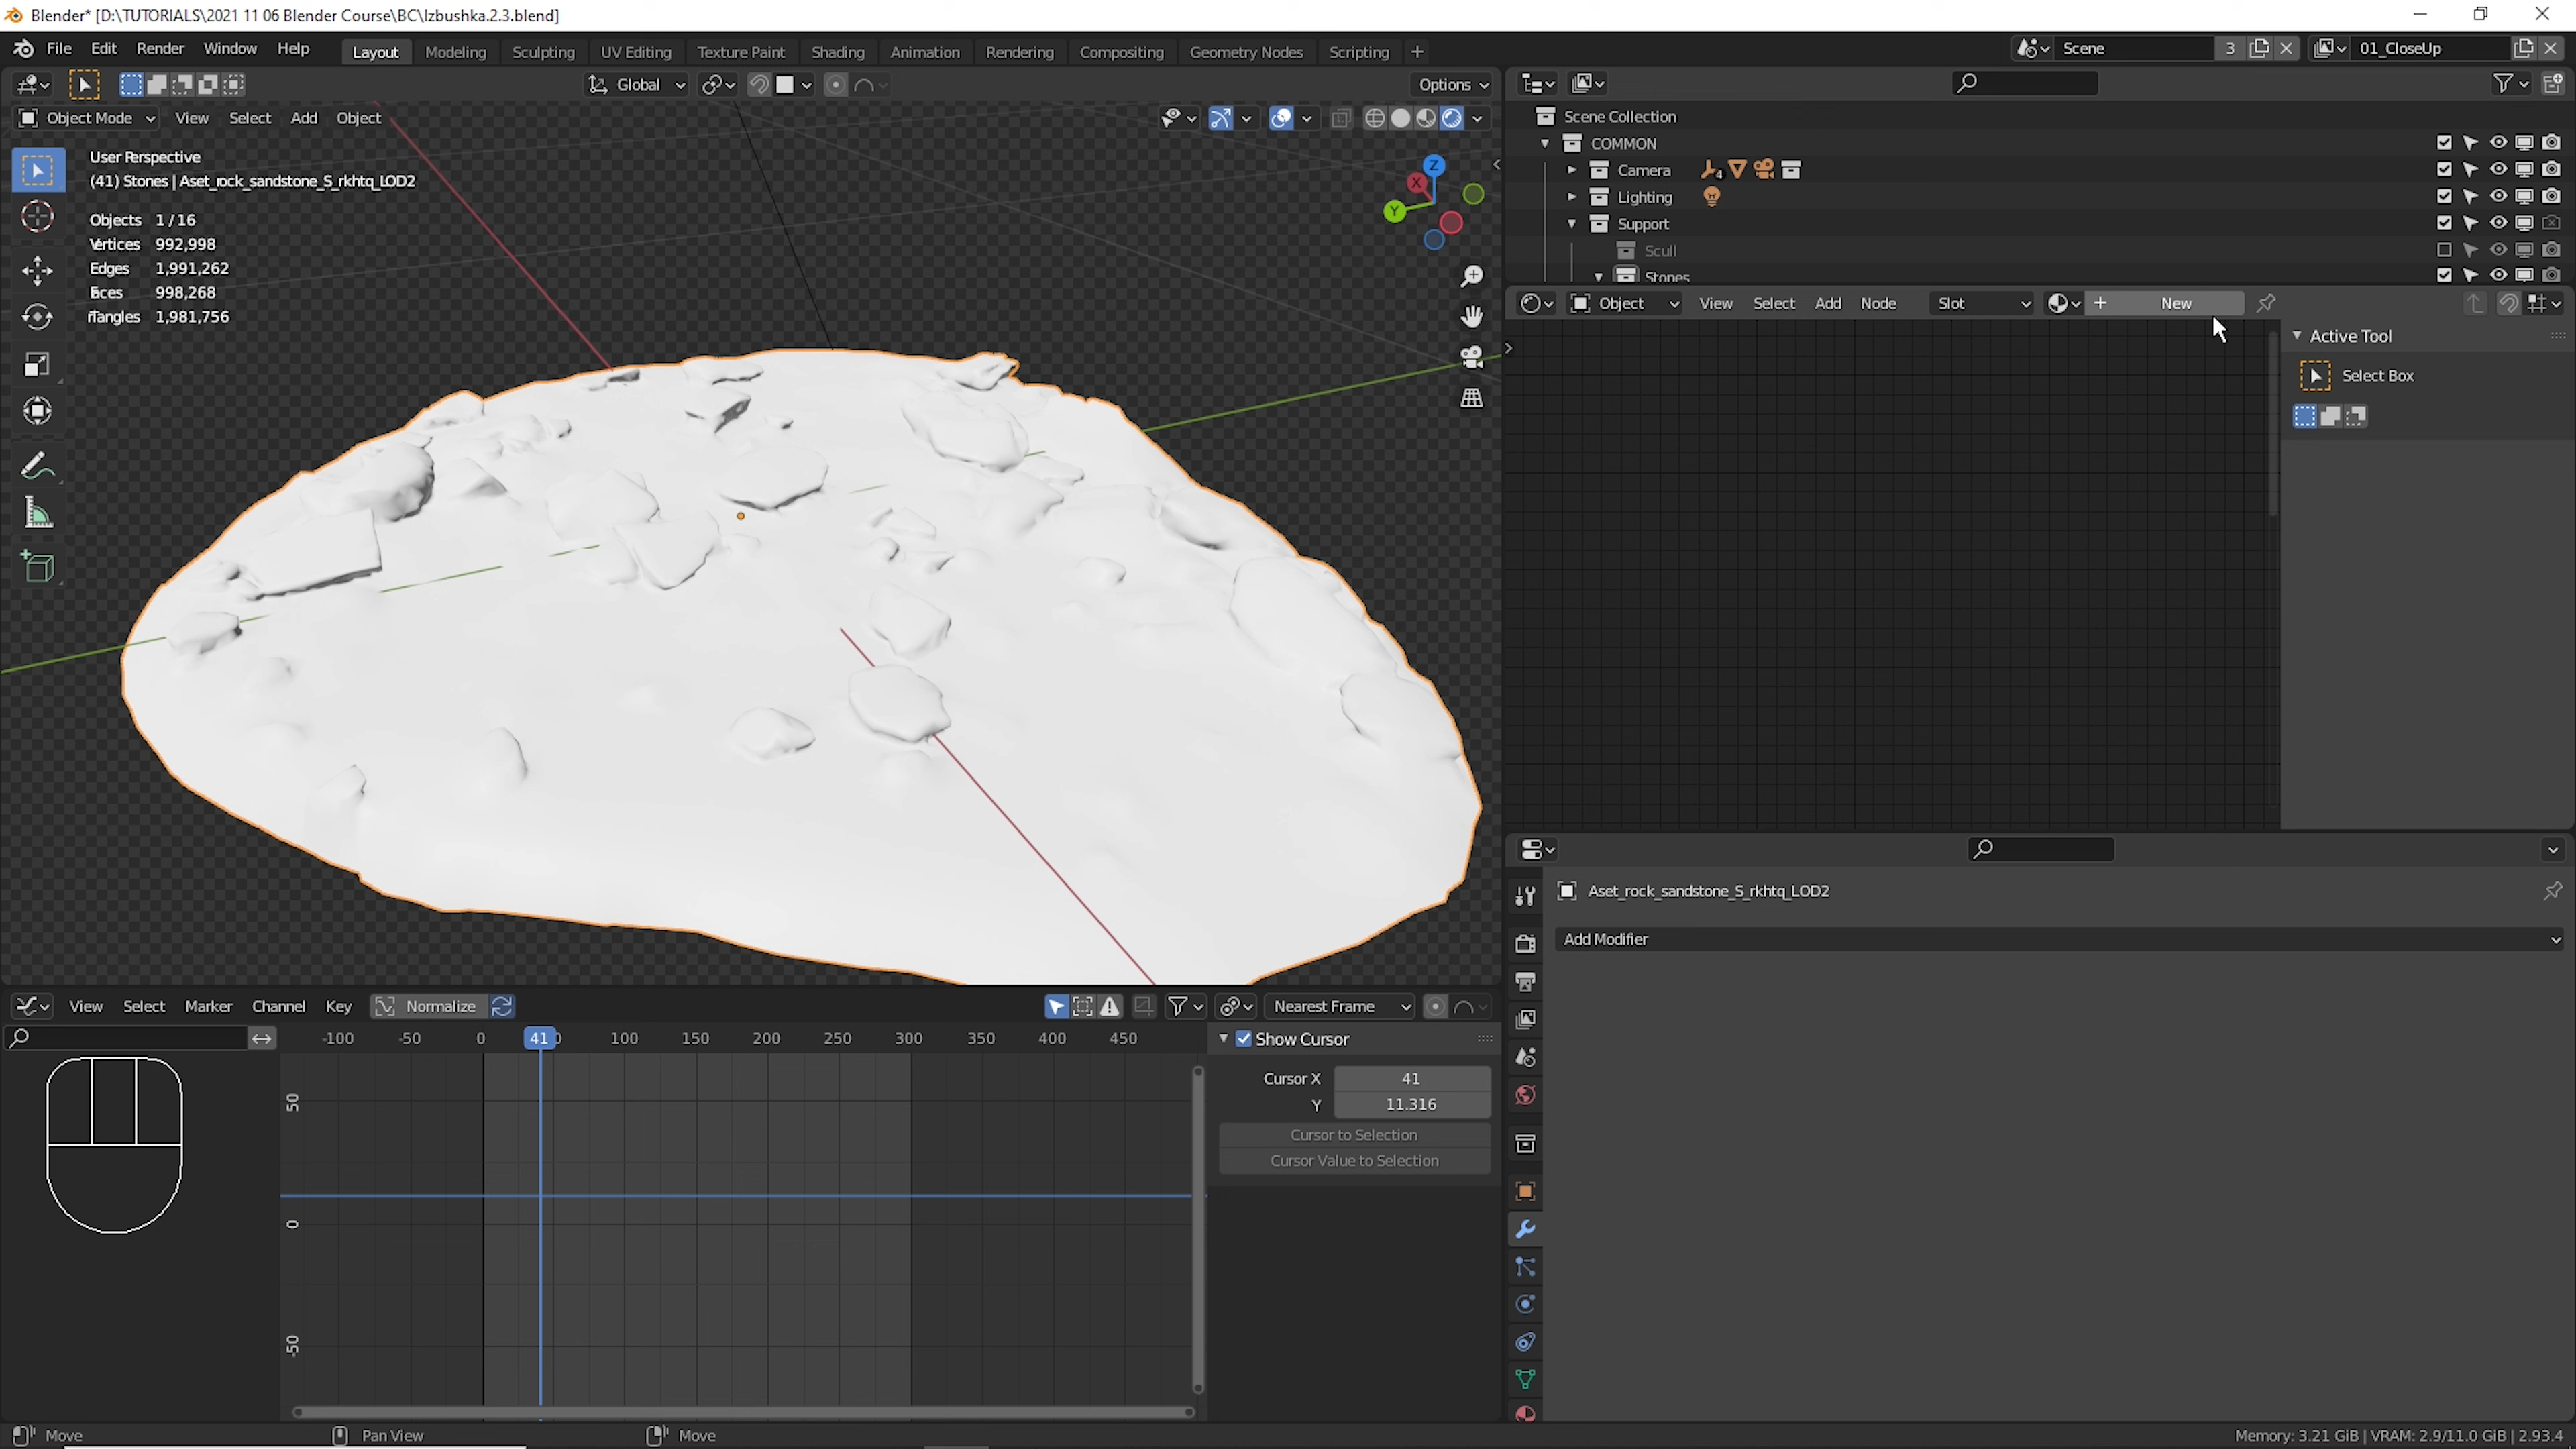 Blender* [D:\TUTORIALS\2021 11 06 Blender Course\BC\Izbushka.2.3.blend]
File Edit Render Window Help Layout Modeling Sculpting UV Editing Texture Paint Shading Animation Rendering Compositing Geometry Nodes Scripting + Scene 3 01_CloseUp
Global Options
Object Mode View Select Add Object
User Perspective
(41) Stones | Aset_rock_sandstone_S_rkhtq_LOD2
Objects 1/16
Vertices 992,998
Edges 1,991,262
Faces 998,268
Triangles 1,981,756
Z
X
Y
Scene Collection
COMMON
Camera 4
Lighting
Support
Scull
Stones
Object View Select Add Node Slot + New
Active Tool
Select Box
Aset_rock_sandstone_S_rkhtq_LOD2
Add Modifier
View Select Marker Channel Key Normalize Nearest Frame
-100 -50 0 41 100 150 200 250 300 350 400 450
50
0
-50
Show Cursor
Cursor X 41
Y 11.316
Cursor to Selection
Cursor Value to Selection
Move Pan View Move Memory: 3.21 GiB | VRAM: 2.9/11.0 GiB | 2.93.4